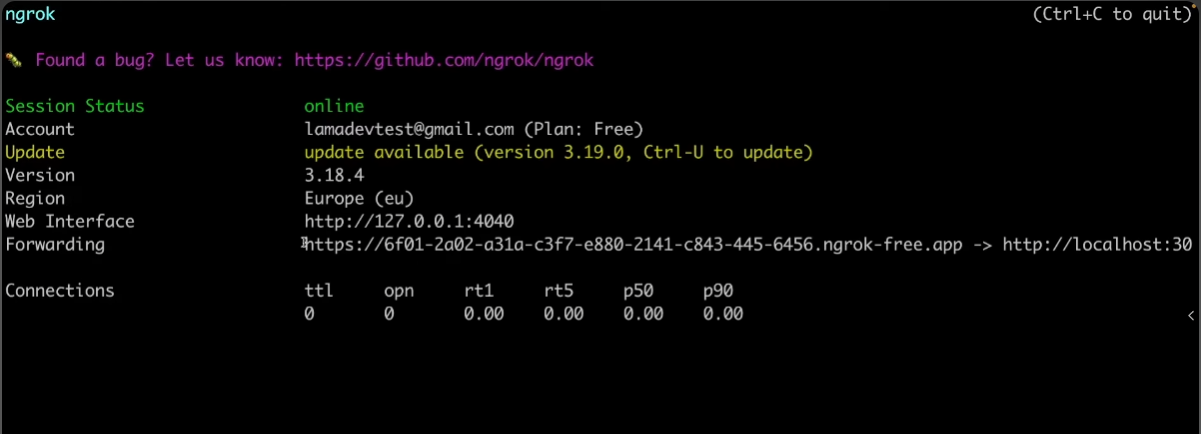 ngrok (Ctrl+C to quit)
Found a bug? Let us know: https://github.com/ngrok/ngrok
Session Status online
Account lamadevtest@gmail.com (Plan: Free)
Update update available (version 3.19.0, Ctrl-U to update)
Version 3.18.4
Region Europe (eu)
Web Interface http://127.0.0.1:4040
Forwarding https://6f01-2a02-a31a-c3f7-e880-2141-c843-445-6456.ngrok-free.app -> http://localhost:30
Connections ttl opn rt1 rt5 p50 p90
0 0 0.00 0.00 0.00 0.00 <